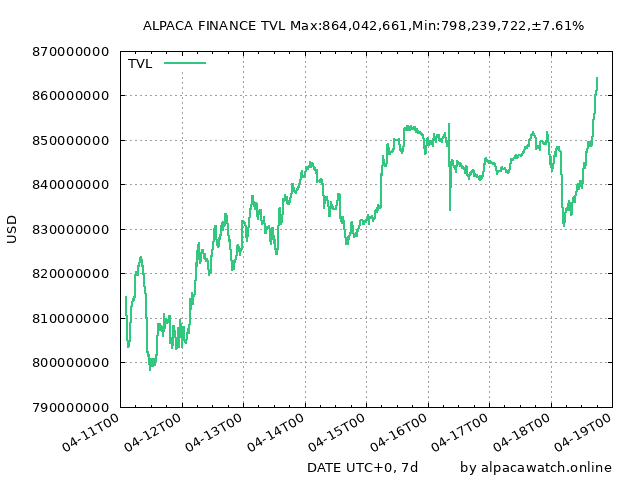 ALPACA FINANCE TVL Max:864,042,661,Min:798,239,722,±7.61%
870000000
TVL
860000000
850000000
840000000
USD
830000000
820000000
810000000
800000000
790000000
04-11T00
04-12T00
04-13T00
04-14T00
04-15T00
04-16T00
04-17T00
04-18T00
04-19T00
DATE UTC+0, 7d
by alpacawatch.online